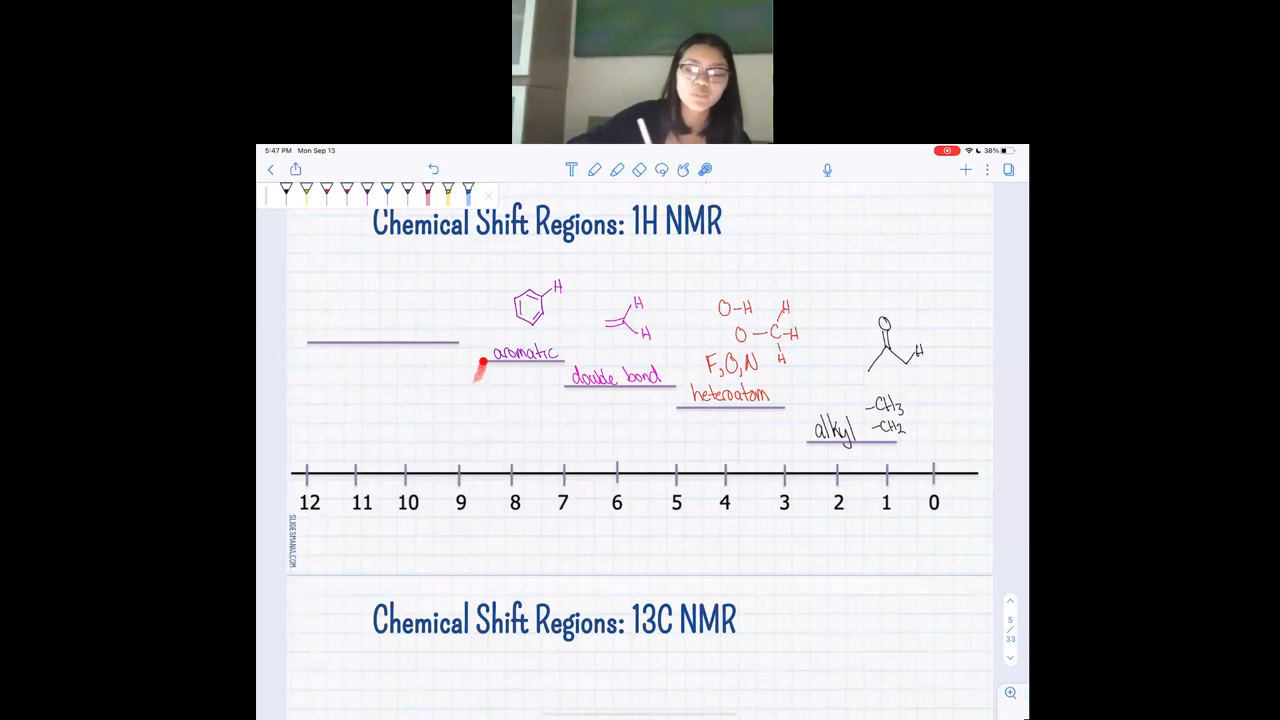 5:47 PM Mon Sep 13
38%
Chemical Shift Regions: 1H NMR
H
H
H
O-H
H
O-C-H
H
O
H
aromatic
double bond
F,O,N
heteroatom
alkyl
-CH3
-CH2
12 11 10 9 8 7 6 5 4 3 2 1 0
SLIDESMANIA.COM
Chemical Shift Regions: 13C NMR
5
/
33